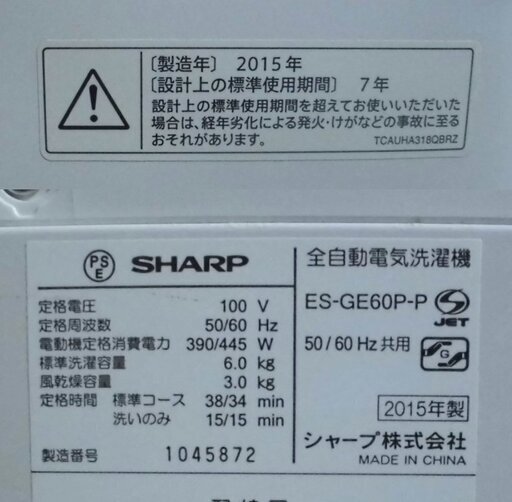 〔製造年〕 2015年
〔設計上の標準使用期間〕 7年
設計上の標準使用期間を超えてお使いいただいた
場合は、経年劣化による発火・けがなどの事故に至る
おそれがあります。 TCAUHA318QBRZ
PSE SHARP
定格電圧 100 V
定格周波数 50/60 Hz
電動機定格消費電力 390/445 W
標準洗濯容量 6.0 kg
風乾燥容量 3.0 kg
定格時間 標準コース 38/34 min
洗いのみ 15/15 min
製造番号 1045872
全自動電気洗濯機
ES-GE60P-P S JET
50/60 Hz 共用 G
2015年製
シャープ株式会社
MADE IN CHINA